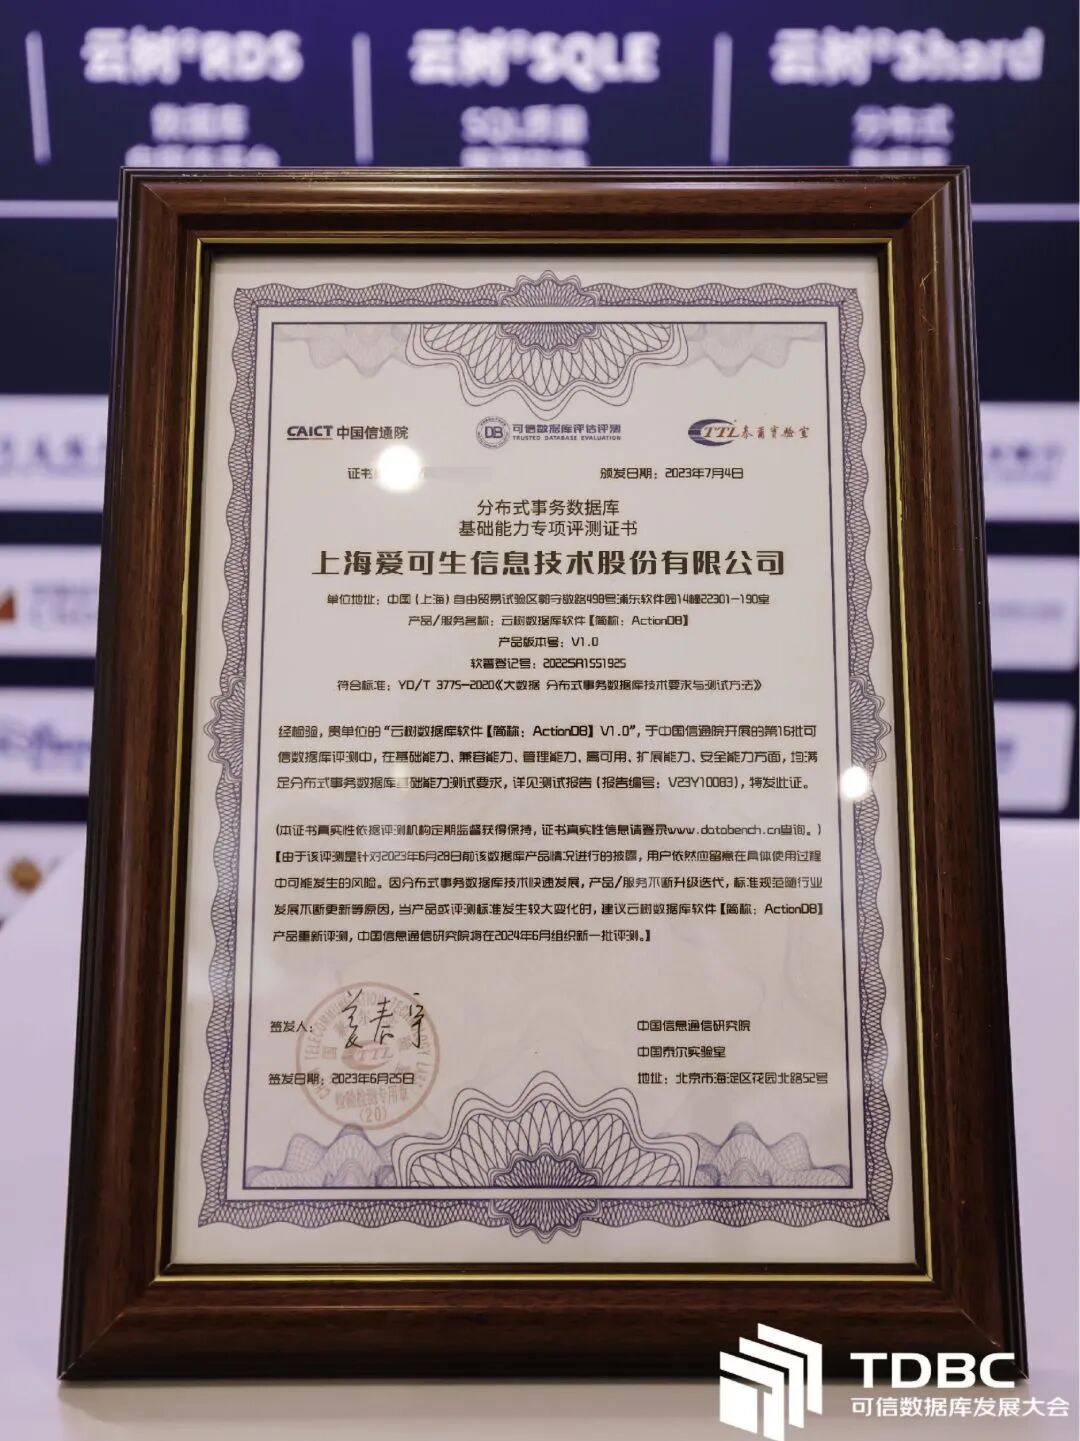 云树®RDS
云树®SQLE
云树®Shard
数据库
SQL质量
分布式
CAICT 中国信通院
DB 可信数据库评估评测
TRUSTED DATABASE EVALUATION
TTL 泰爾實驗室
证书
颁发日期：2023年7月4日
分布式事务数据库
基础能力专项评测证书
上海爱可生信息技术股份有限公司
单位地址：中国（上海）自由贸易试验区郭守敬路498号浦东软件园14幢22301-190室
产品/服务名称：云树数据库软件【简称：ActionDB】
产品版本号：V1.0
软著登记号：2022SR1551925
符合标准：YD/T 3775-2020《大数据 分布式事务数据库技术要求与测试方法》
经检验，贵单位的“云树数据库软件【简称：ActionDB】V1.0”，于中国信通院开展的第16批可
信数据库评测中，在基础能力、兼容能力、管理能力、高可用、扩展能力、安全能力方面，均满
足分布式事务数据库基础能力测试要求，详见测试报告（报告编号：V23Y10083），特发此证。
（本证书真实性依据评测机构定期监督获得保持，证书真实性信息请登录www.databench.cn查询。）
【由于该评测是针对2023年6月28日前该数据库产品情况进行的披露，用户依然应留意在具体使用过程
中可能发生的风险。因分布式事务数据库技术快速发展，产品/服务不断升级迭代，标准规范随行业
发展不断更新等原因，当产品或评测标准发生较大变化时，建议云树数据库软件【简称：ActionDB】
产品重新评测，中国信息通信研究院将在2024年6月组织新一批评测。】
签发人：
签发日期：2023年6月25日
TTL
检验检测专用章
(20)
中国信息通信研究院
中国泰尔实验室
地址：北京市海淀区花园北路52号
TDBC
可信数据库发展大会